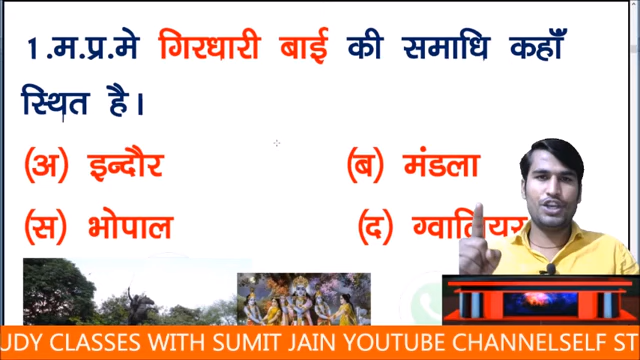 1.म.प्र.मे गिरधारी बाई की समाधि कहाँ
स्थित है।
(अ) इन्दौर (ब) मंडला
(स) भोपाल (द) ग्वालियर
UDY CLASSES WITH SUMIT JAIN YOUTUBE CHANNELSELF ST